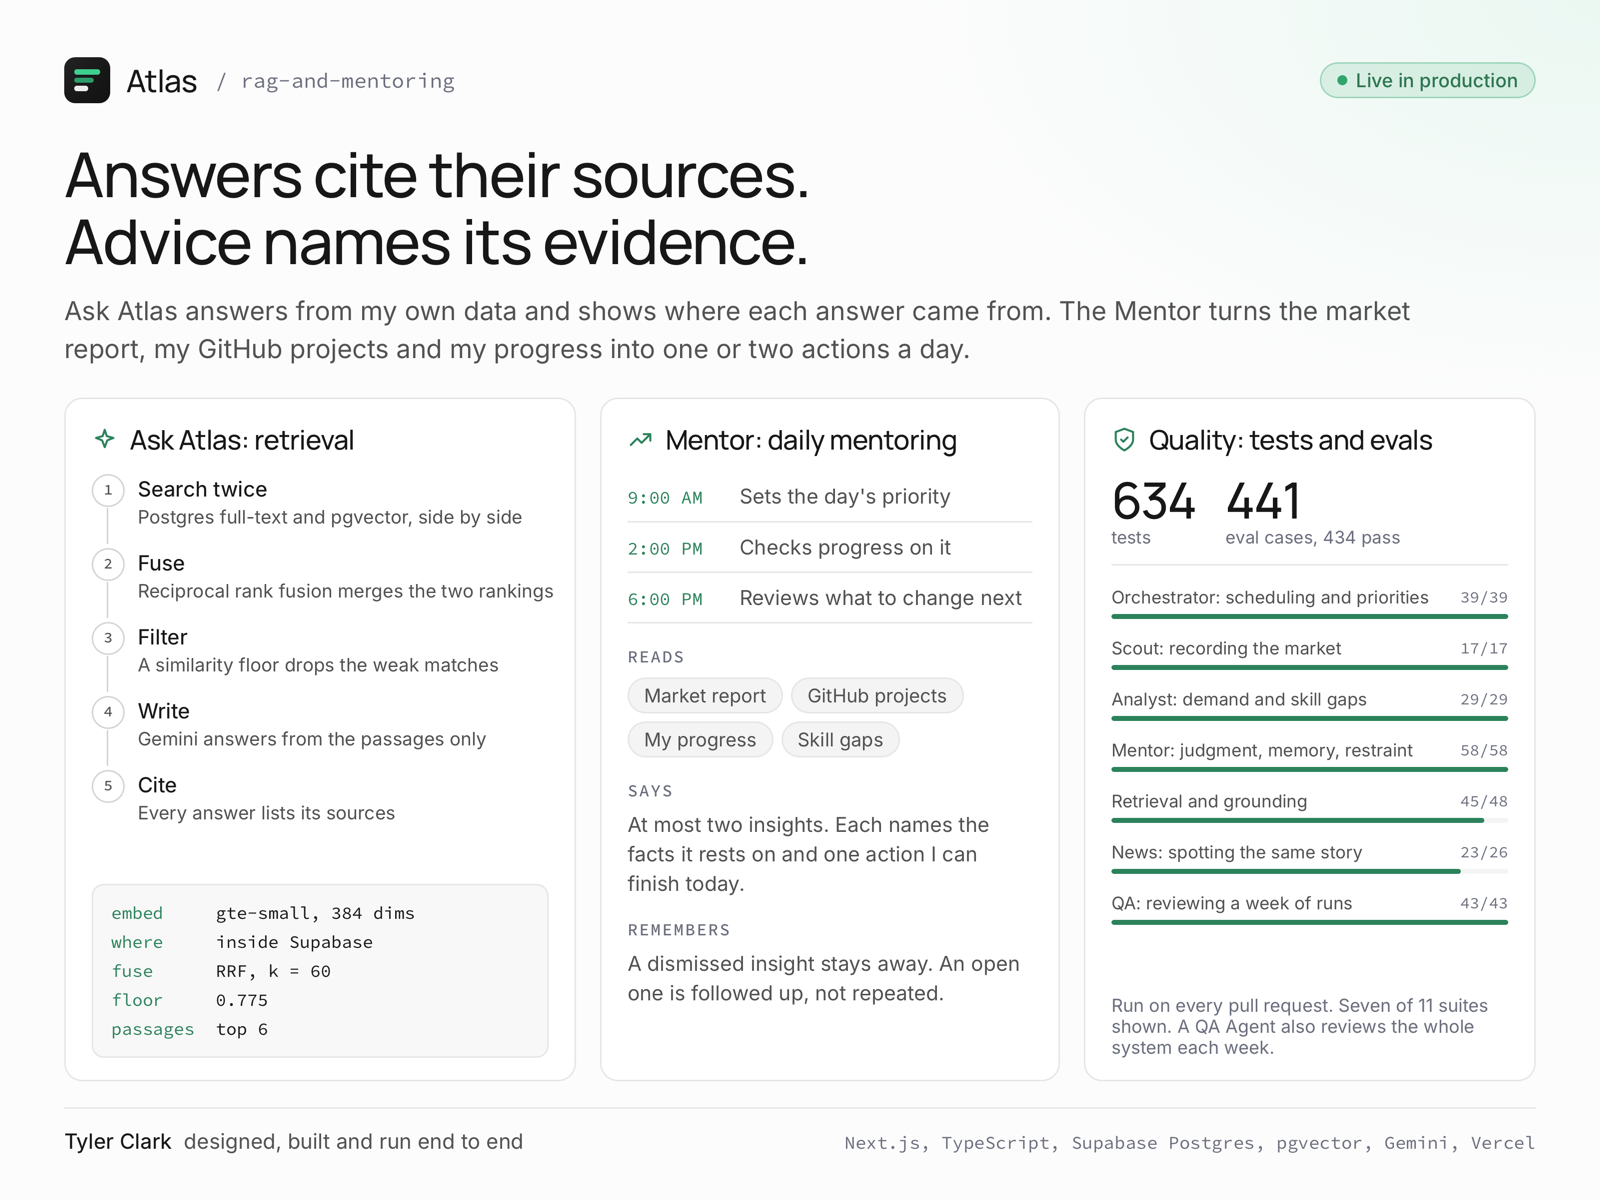 Atlas / rag-and-mentoring
Live in production
Answers cite their sources.
Advice names its evidence.
Ask Atlas answers from my own data and shows where each answer came from. The Mentor turns the market
report, my GitHub projects and my progress into one or two actions a day.
Ask Atlas: retrieval
1 Search twice
Postgres full-text and pgvector, side by side
2 Fuse
Reciprocal rank fusion merges the two rankings
3 Filter
A similarity floor drops the weak matches
4 Write
Gemini answers from the passages only
5 Cite
Every answer lists its sources
embed gte-small, 384 dims
where inside Supabase
fuse RRF, k = 60
floor 0.775
passages top 6
Mentor: daily mentoring
9:00 AM Sets the day's priority
2:00 PM Checks progress on it
6:00 PM Reviews what to change next
READS
Market report GitHub projects
My progress Skill gaps
SAYS
At most two insights. Each names the
facts it rests on and one action I can
finish today.
REMEMBERS
A dismissed insight stays away. An open
one is followed up, not repeated.
Quality: tests and evals
634 441
tests eval cases, 434 pass
Orchestrator: scheduling and priorities 39/39
Scout: recording the market 17/17
Analyst: demand and skill gaps 29/29
Mentor: judgment, memory, restraint 58/58
Retrieval and grounding 45/48
News: spotting the same story 23/26
QA: reviewing a week of runs 43/43
Run on every pull request. Seven of 11 suites
shown. A QA Agent also reviews the whole
system each week.
Tyler Clark designed, built and run end to end
Next.js, TypeScript, Supabase Postgres, pgvector, Gemini, Vercel